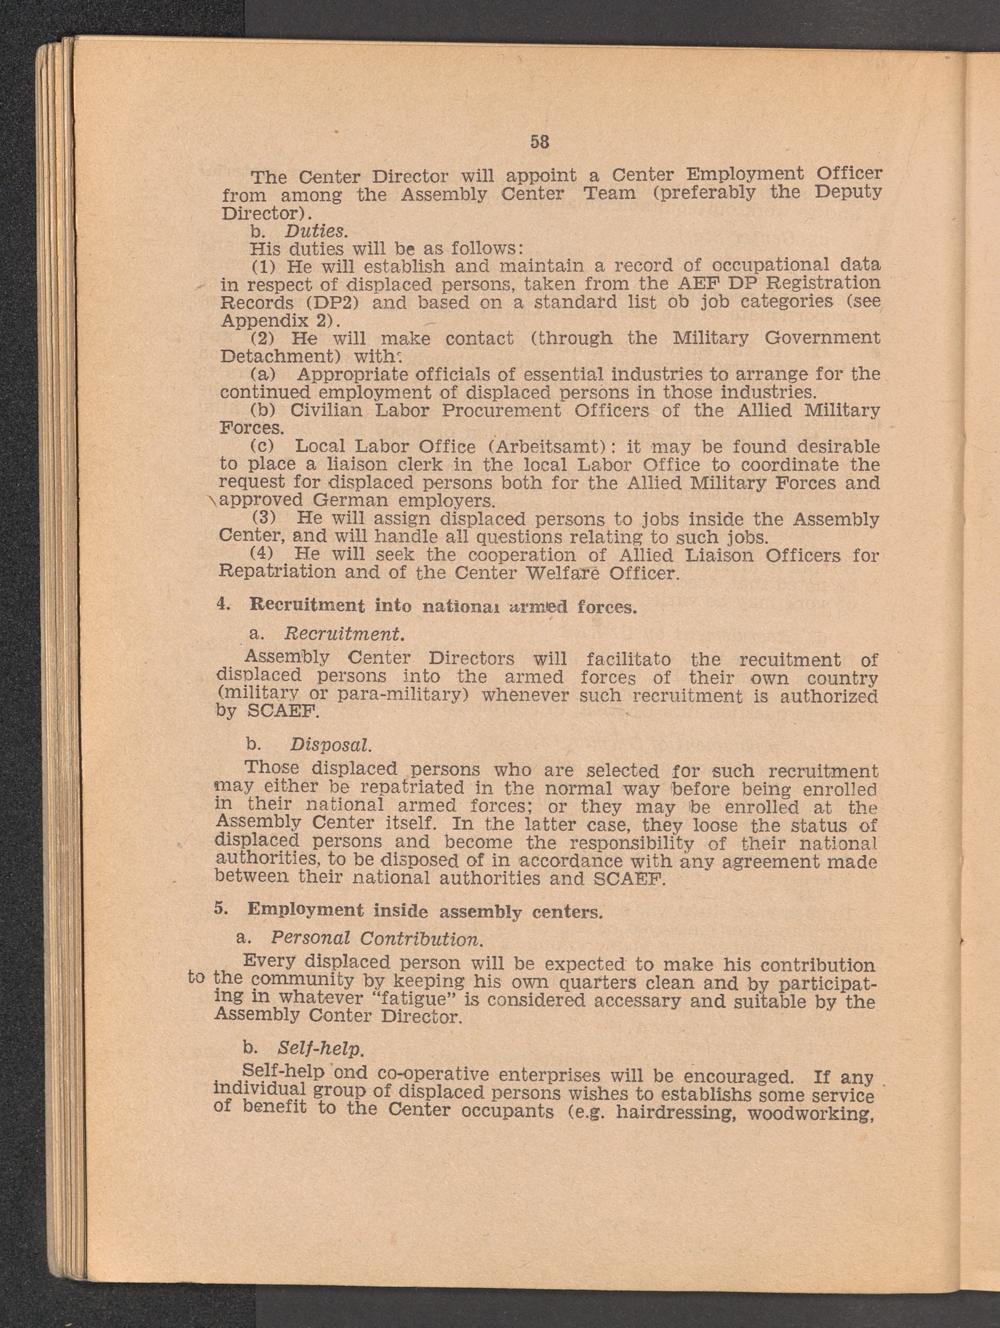 58
The Center Director will appoint a Center Employment Officer
from among the Assembly Center Team (preferably the Deputy
Director).
b. Duties.
His duties will be as follows:
(1) He will establish and maintain a record of occupational data
in respect of displaced persons, taken from the AEF DP Registration
Records (DP2) and based on a standard list ob job categories (see
Appendix 2).
(2) He will make contact (through the Military Government
Detachment) with:
(a) Appropriate officials of essential industries to arrange for the
continued employment of displaced persons in those industries.
(b) Civilian Labor Procurement Officers of the Allied Military
Forces.
(c) Local Labor Office (Arbeitsamt): it may be found desirable
to place a liaison clerk in the local Labor Office to coordinate the
request for displaced persons both for the Allied Military Forces and
approved German employers.
(3) He will assign displaced persons to jobs inside the Assembly
Center, and will handle all questions relating to such jobs.
(4) He will seek the cooperation of Allied Liaison Officers for
Repatriation and of the Center Welfare Officer.
4. Recruitment into national armed forces.
a. Recruitment.
Assembly Center Directors will facilitato the recuitment of
displaced persons into the armed forces of their own country
(military or para-military) whenever such recruitment is authorized
by SCAEF.
b. Disposal.
Those displaced persons who are selected for such recruitment
may either be repatriated in the normal way before being enrolled
in their national armed forces; or they may be enrolled at the
Assembly Center itself. In the latter case, they loose the status of
displaced persons and become the responsibility of their national
authorities, to be disposed of in accordance with any agreement made
between their national authorities and SCAEF.
5. Employment inside assembly centers.
a. Personal Contribution.
Every displaced person will be expected to make his contribution
to the community by keeping his own quarters clean and by participat-
ing in whatever “fatigue” is considered accessary and suitable by the
Assembly Conter Director.
b. Self-help.
Self-help ond co-operative enterprises will be encouraged. If any
individual group of displaced persons wishes to establishs some service
of benefit to the Center occupants (e.g. hairdressing, woodworking,